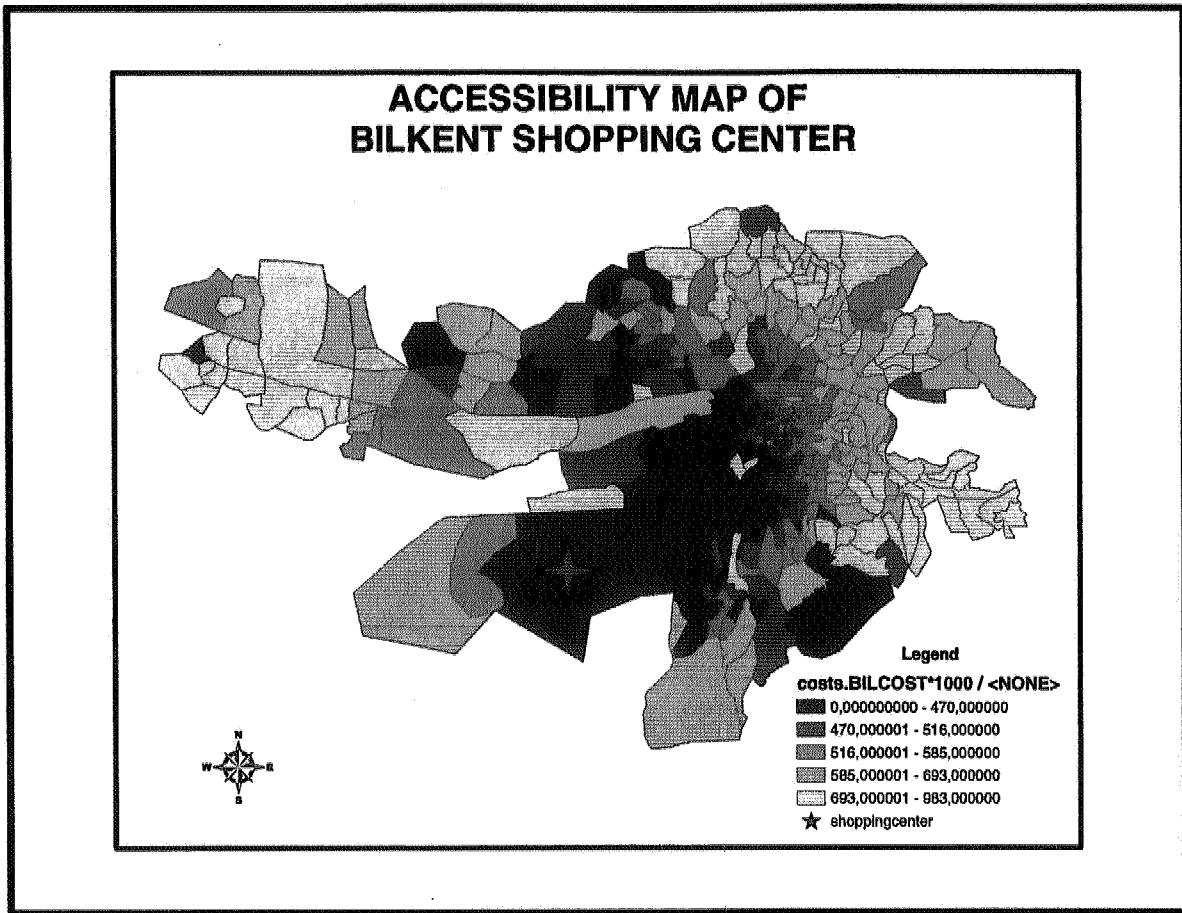 ACCESSIBILITY MAP OF
BILKENT SHOPPING CENTER
Legend
costs.BILCOST*1000 / <NONE>
0,000000000 - 470,000000
470,000001 - 516,000000
516,000001 - 585,000000
585,000001 - 693,000000
693,000001 - 983,000000
shoppingcenter
N
W E
S